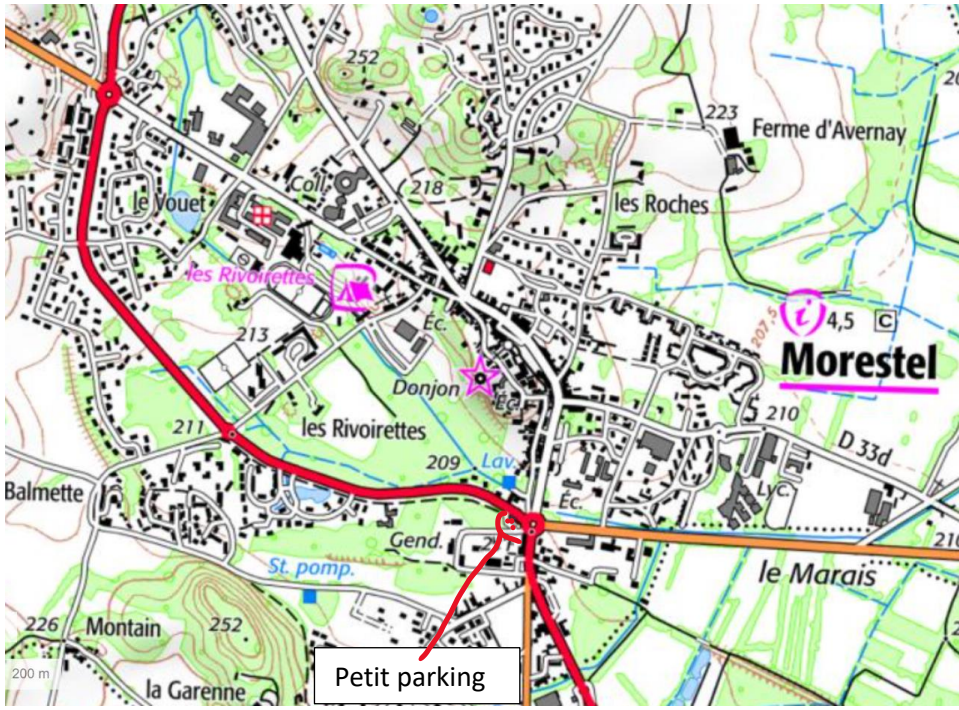 252
223
Ferme d'Avernay
le Vouet
Coll.
218
les Roches
les Rivoirettes
i
4,5
C
207,5
213
Éc.
Morestel
Donjon
Éc.
211
les Rivoirettes
210
209
Lav.
D 33d
Balmette
Éc.
Lyc.
Gend.
210
St. pomp.
le Marais
226
Montain
252
200 m
la Garenne
Petit parking